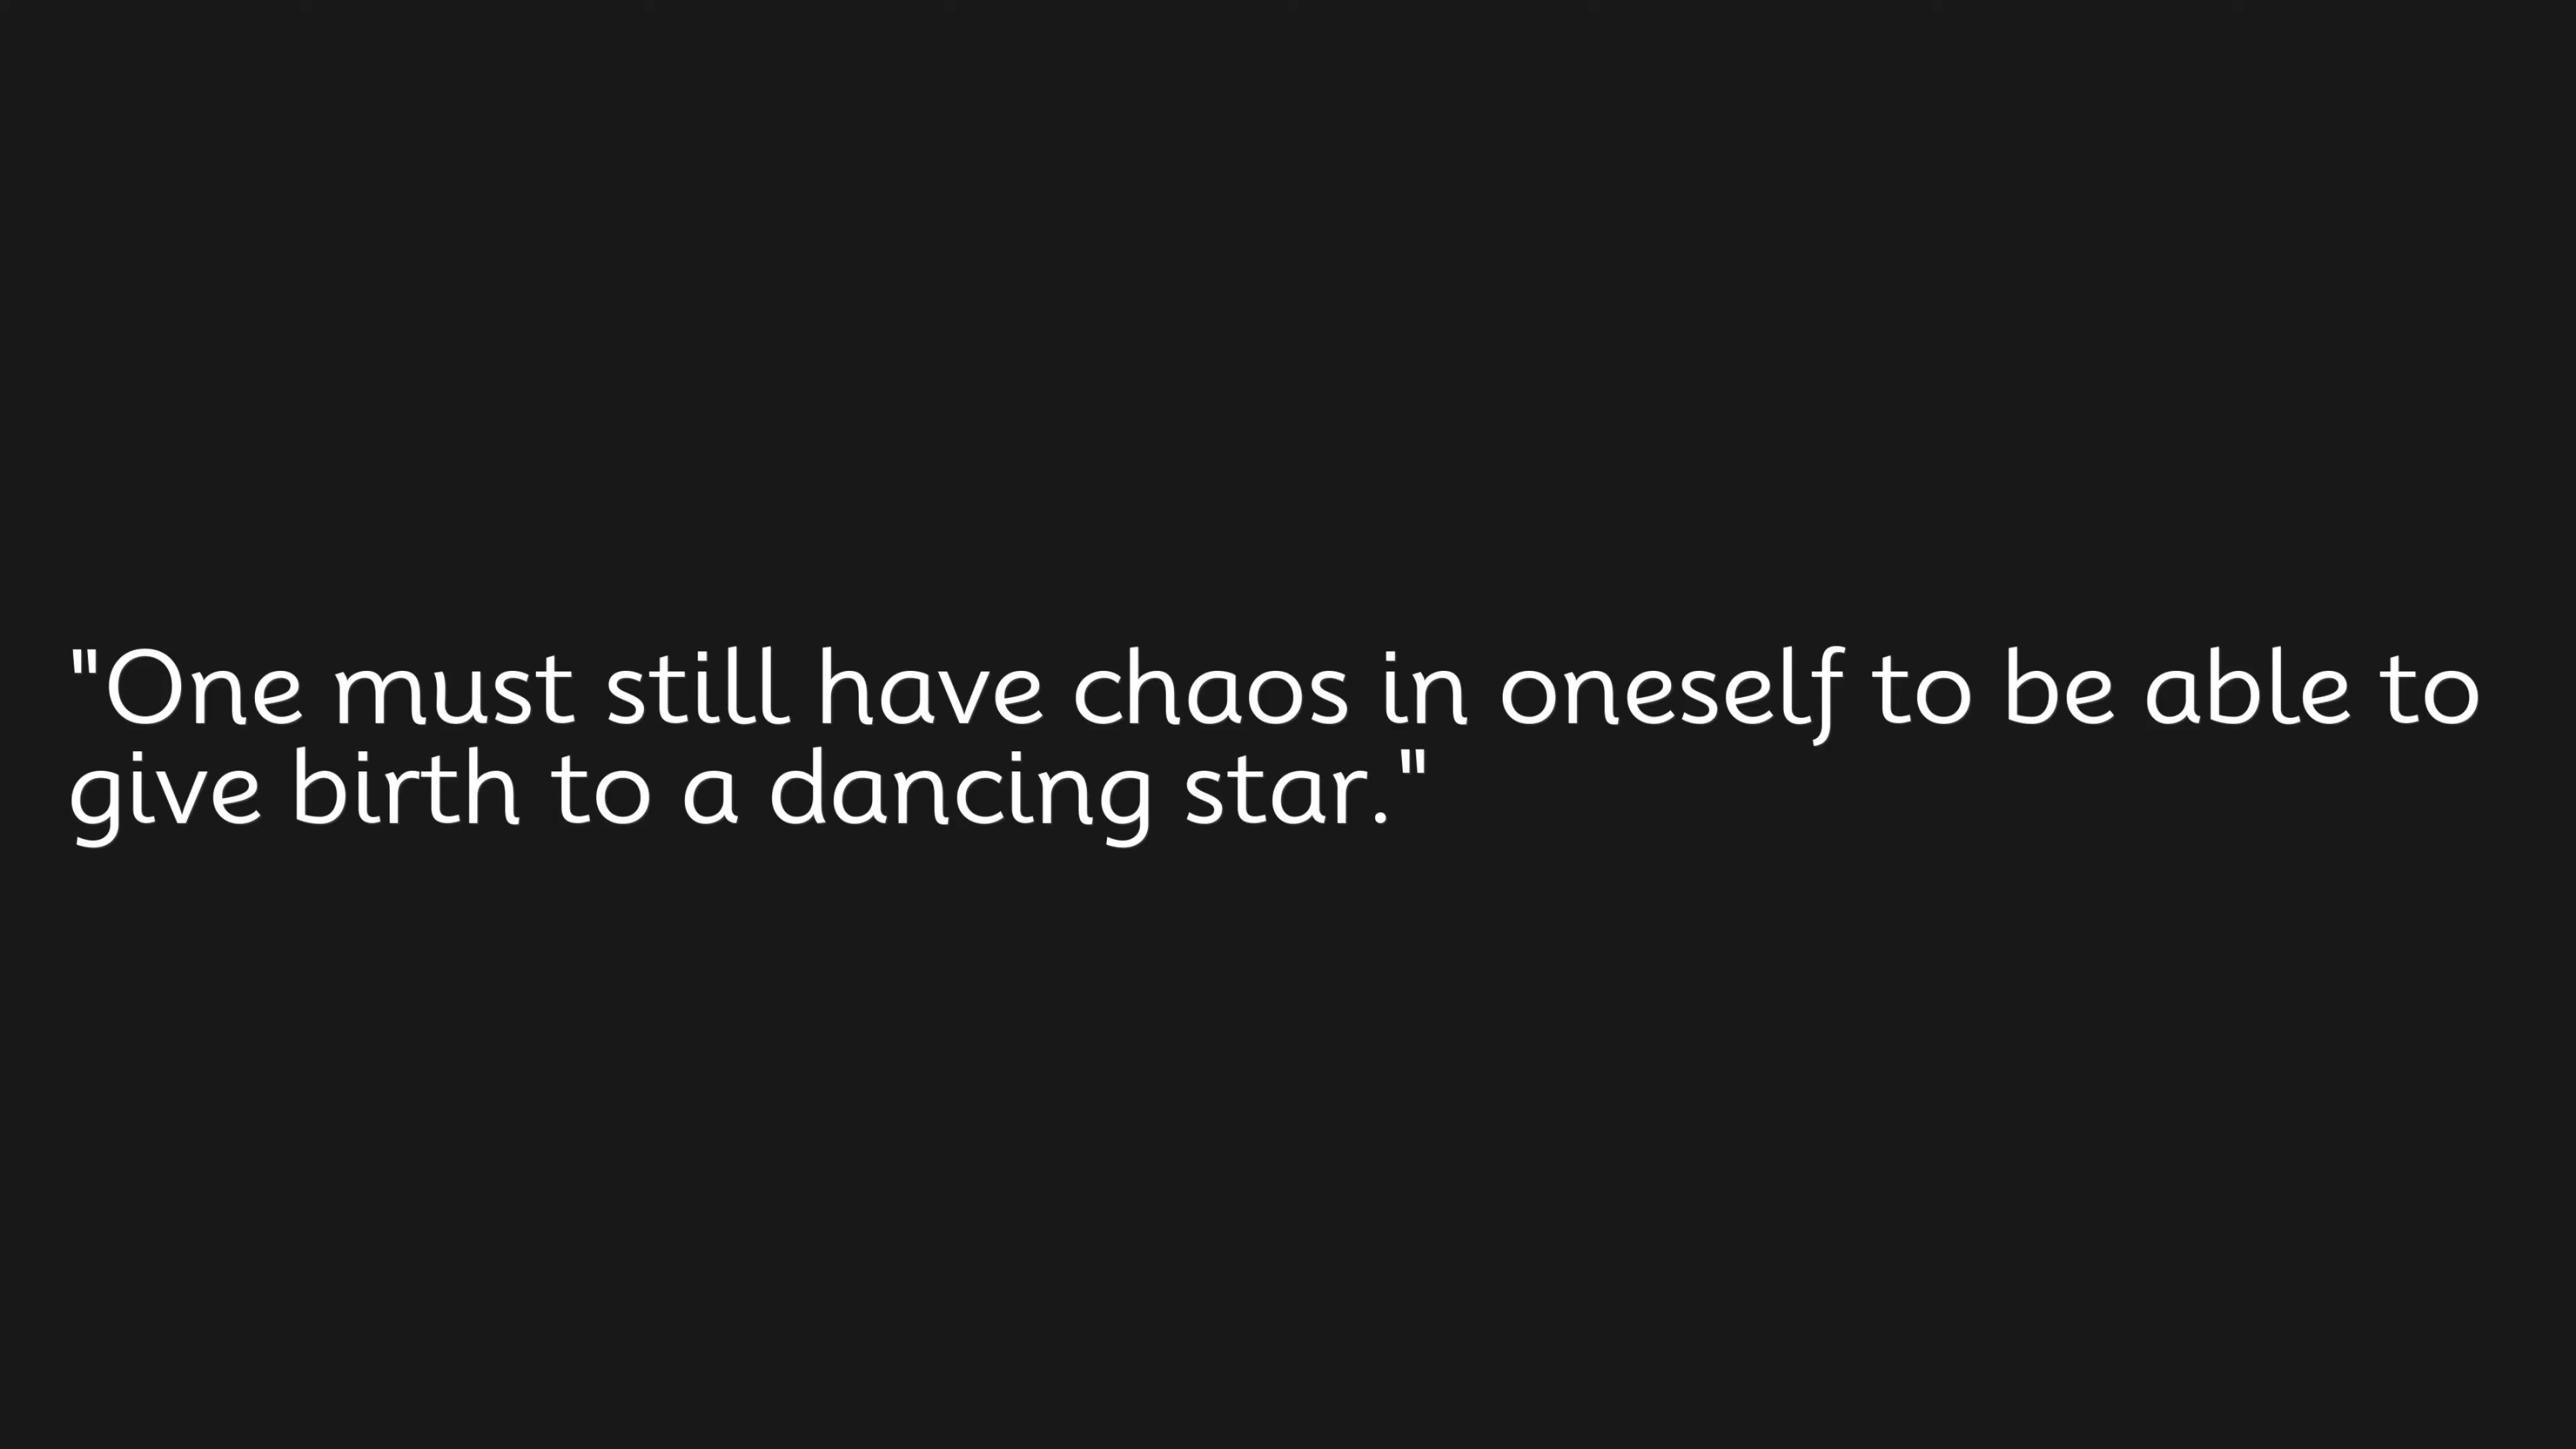 "One must still have chaos in oneself to be able to
give birth to a dancing star."